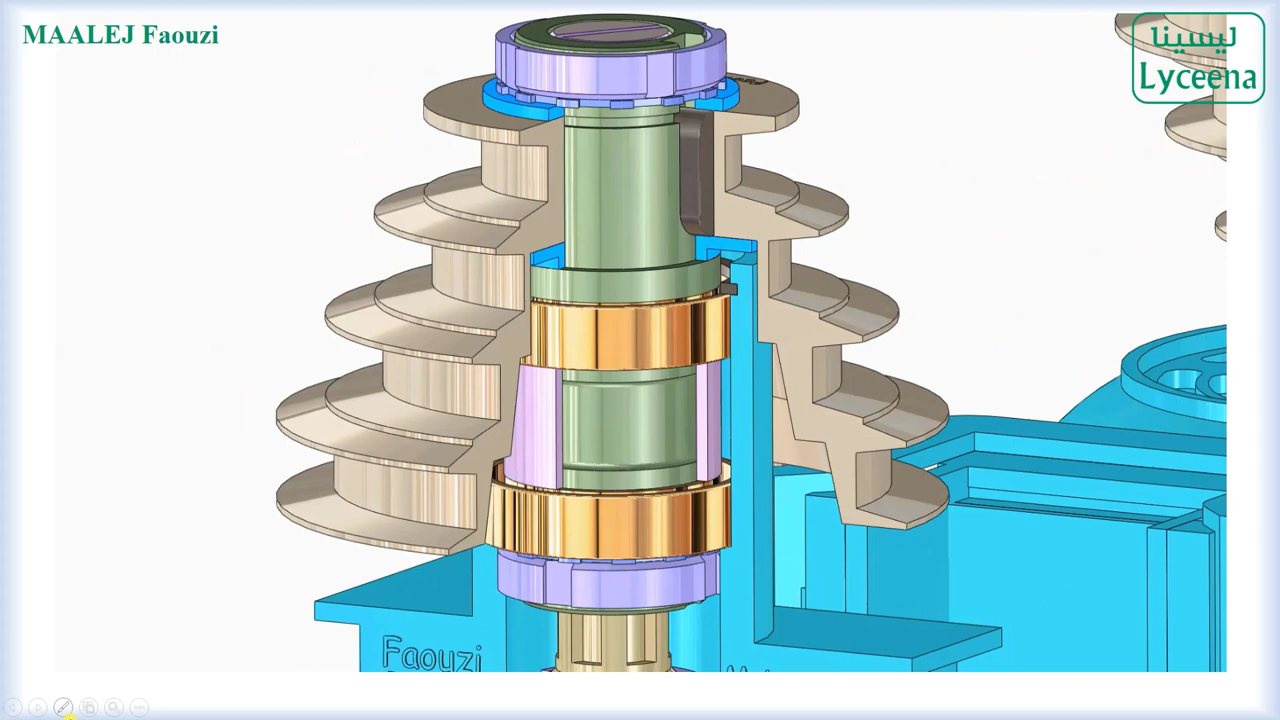 MAALEJ Faouzi
ليسينا
Lyceena
Faouzi